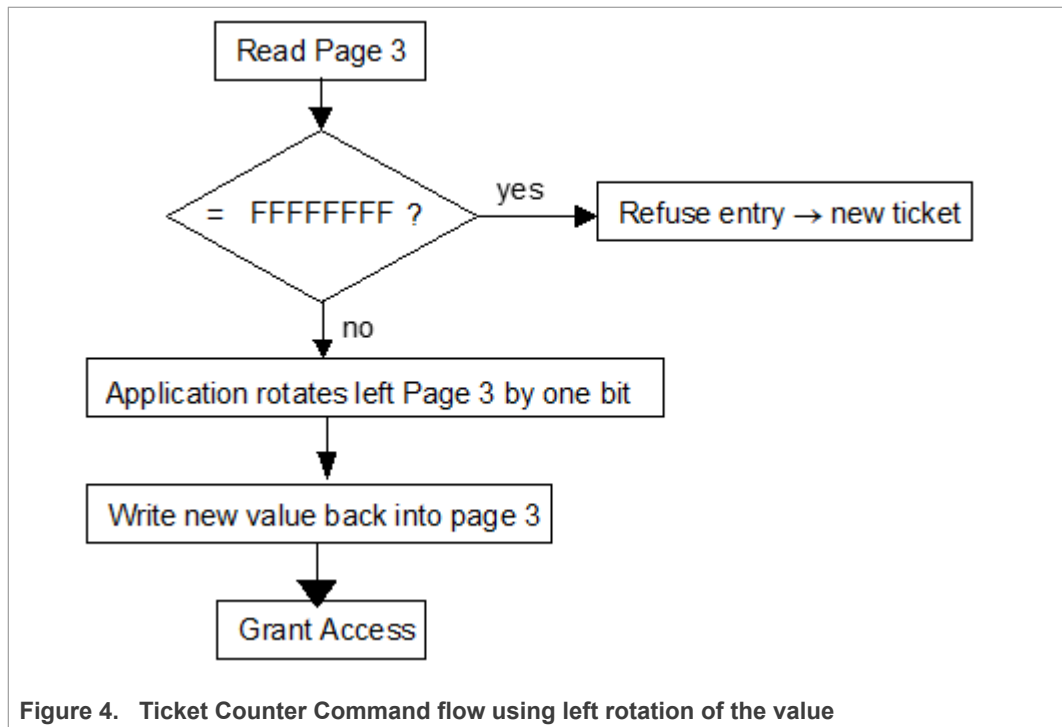 Read Page 3
= FFFFFFFF ?
yes
Refuse entry → new ticket
no
Application rotates left Page 3 by one bit
Write new value back into page 3
Grant Access
Figure 4. Ticket Counter Command flow using left rotation of the value